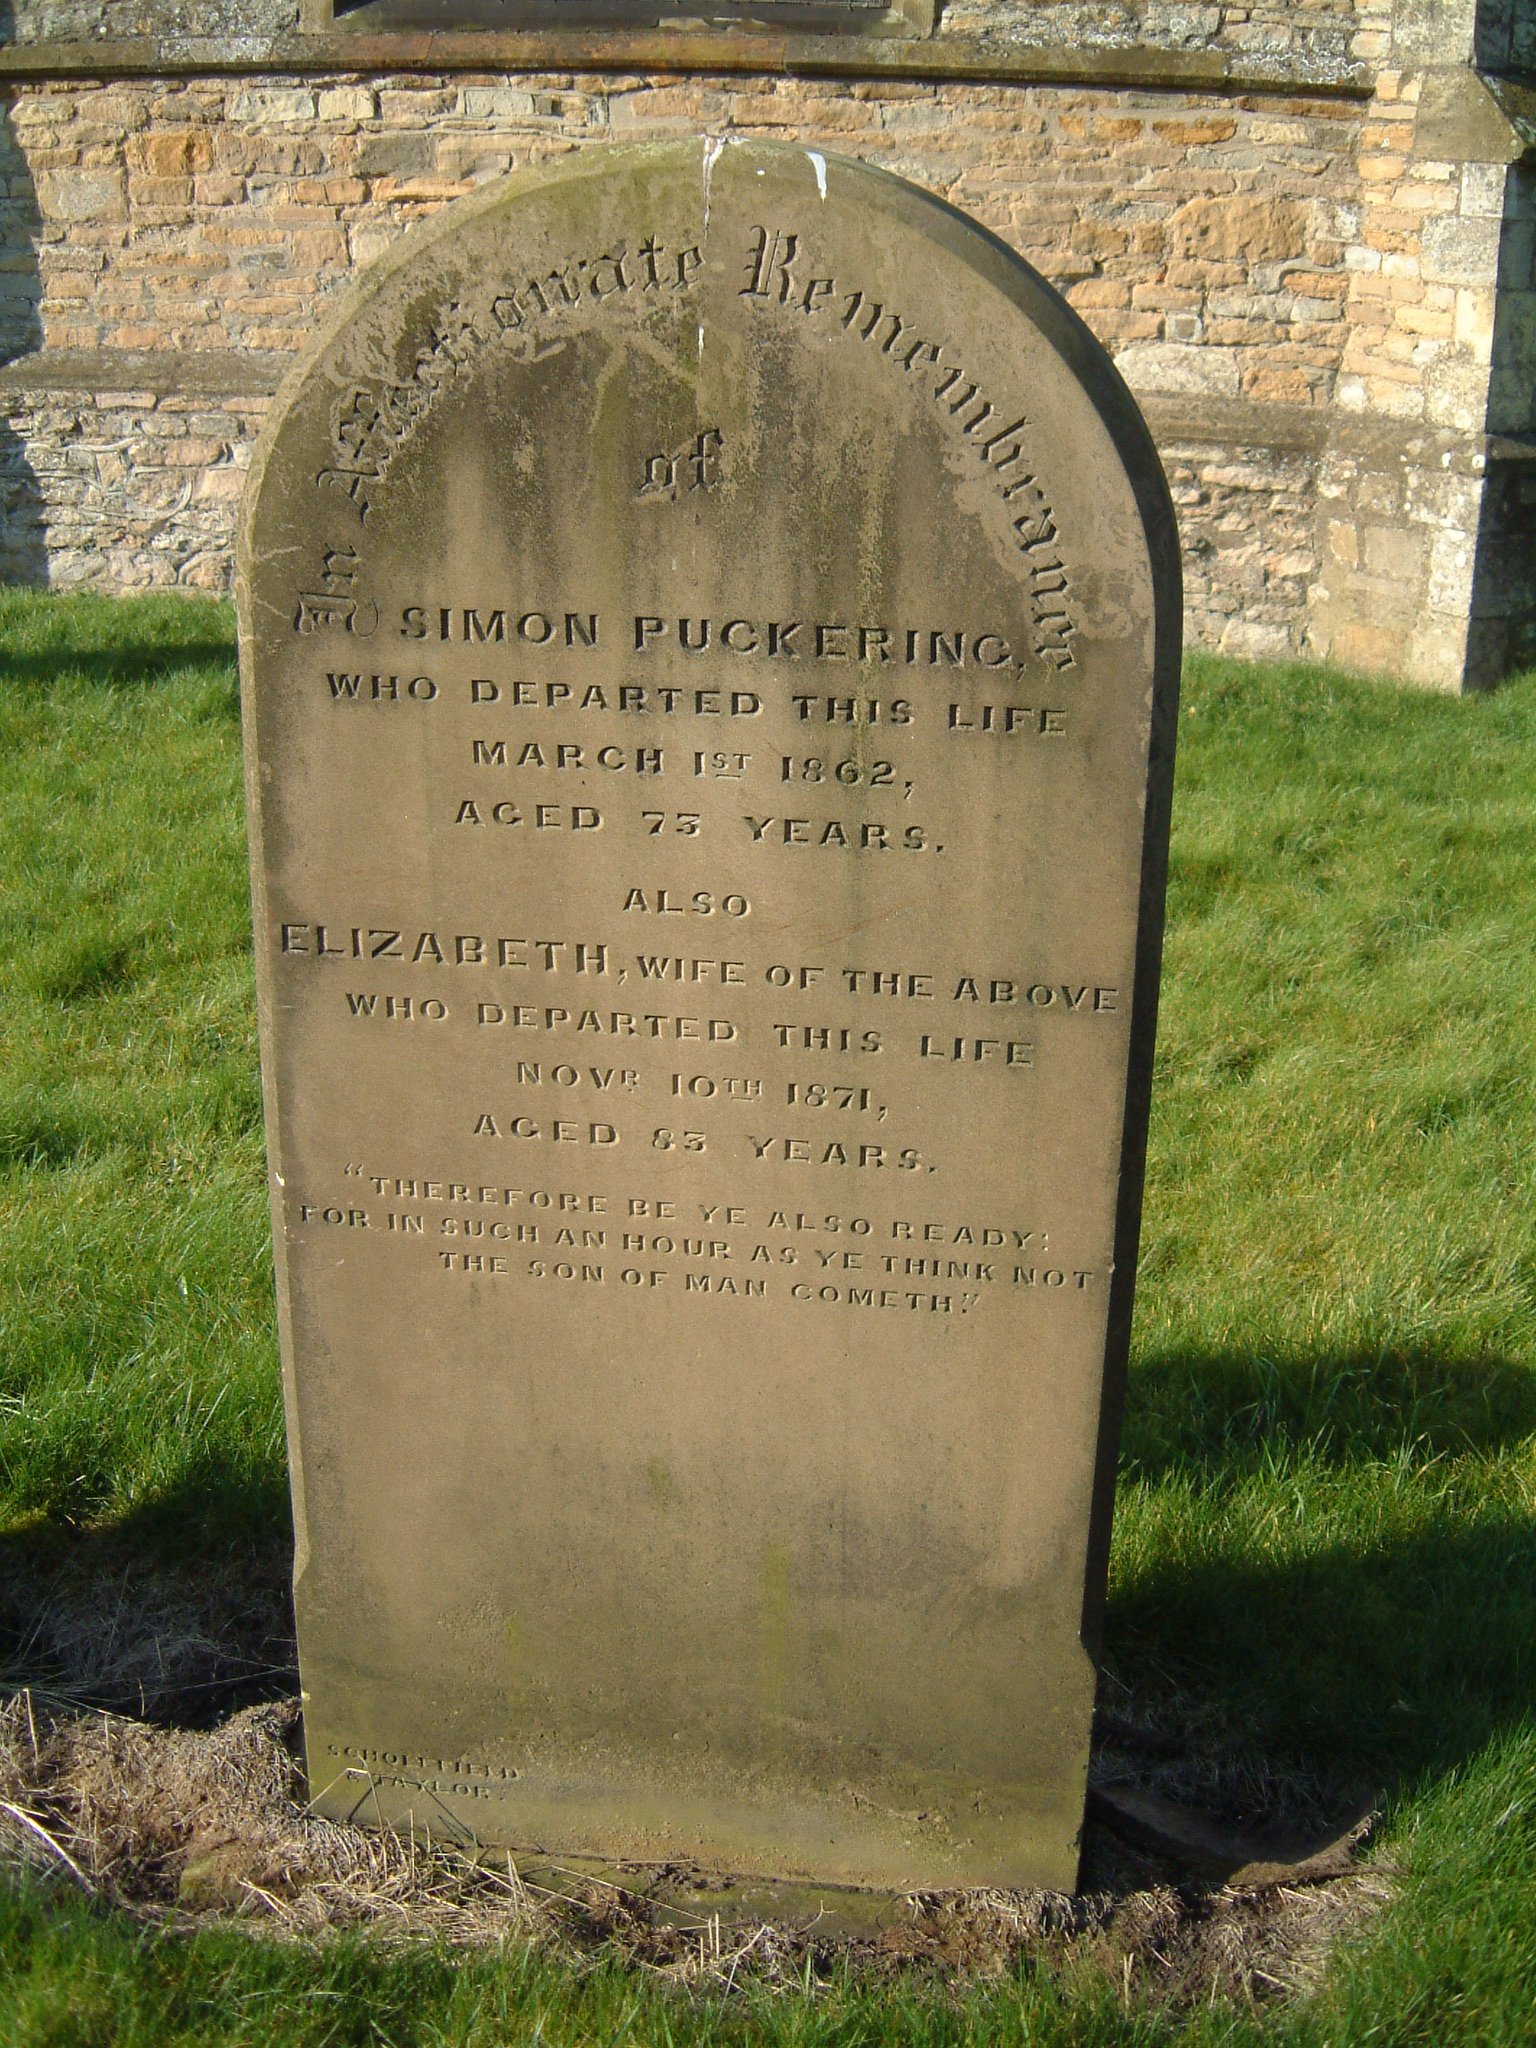 In Affectionate Remembrance
of
SIMON PUCKERING,
WHO DEPARTED THIS LIFE
MARCH 1ST 1862,
AGED 73 YEARS.
ALSO
ELIZABETH, WIFE OF THE ABOVE
WHO DEPARTED THIS LIFE
NOVR 10TH 1871,
AGED 83 YEARS.
"THEREFORE BE YE ALSO READY:
FOR IN SUCH AN HOUR AS YE THINK NOT
THE SON OF MAN COMETH."
& TAYLOR.